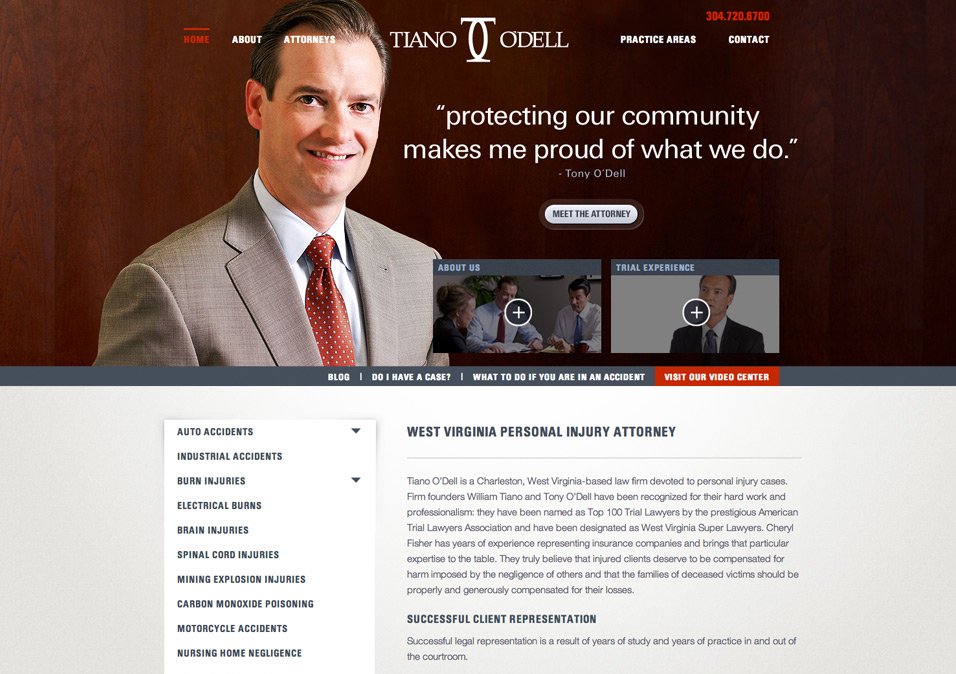 304.720.6700
HOME ABOUT ATTORNEYS TIANO TO O'DELL PRACTICE AREAS CONTACT
“protecting our community
makes me proud of what we do.”
- Tony O'Dell
MEET THE ATTORNEY
ABOUT US
TRIAL EXPERIENCE
BLOG | DO I HAVE A CASE? | WHAT TO DO IF YOU ARE IN AN ACCIDENT VISIT OUR VIDEO CENTER
AUTO ACCIDENTS
INDUSTRIAL ACCIDENTS
BURN INJURIES
ELECTRICAL BURNS
BRAIN INJURIES
SPINAL CORD INJURIES
MINING EXPLOSION INJURIES
CARBON MONOXIDE POISONING
MOTORCYCLE ACCIDENTS
NURSING HOME NEGLIGENCE
WEST VIRGINIA PERSONAL INJURY ATTORNEY
Tiano O'Dell is a Charleston, West Virginia-based law firm devoted to personal injury cases.
Firm founders William Tiano and Tony O'Dell have been recognized for their hard work and
professionalism: they have been named as Top 100 Trial Lawyers by the prestigious American
Trial Lawyers Association and have been designated as West Virginia Super Lawyers. Cheryl
Fisher has years of experience representing insurance companies and brings that particular
expertise to the table. They truly believe that injured clients deserve to be compensated for
harm imposed by the negligence of others and that the families of deceased victims should be
properly and generously compensated for their losses.
SUCCESSFUL CLIENT REPRESENTATION
Successful legal representation is a result of years of study and years of practice in and out of
the courtroom.